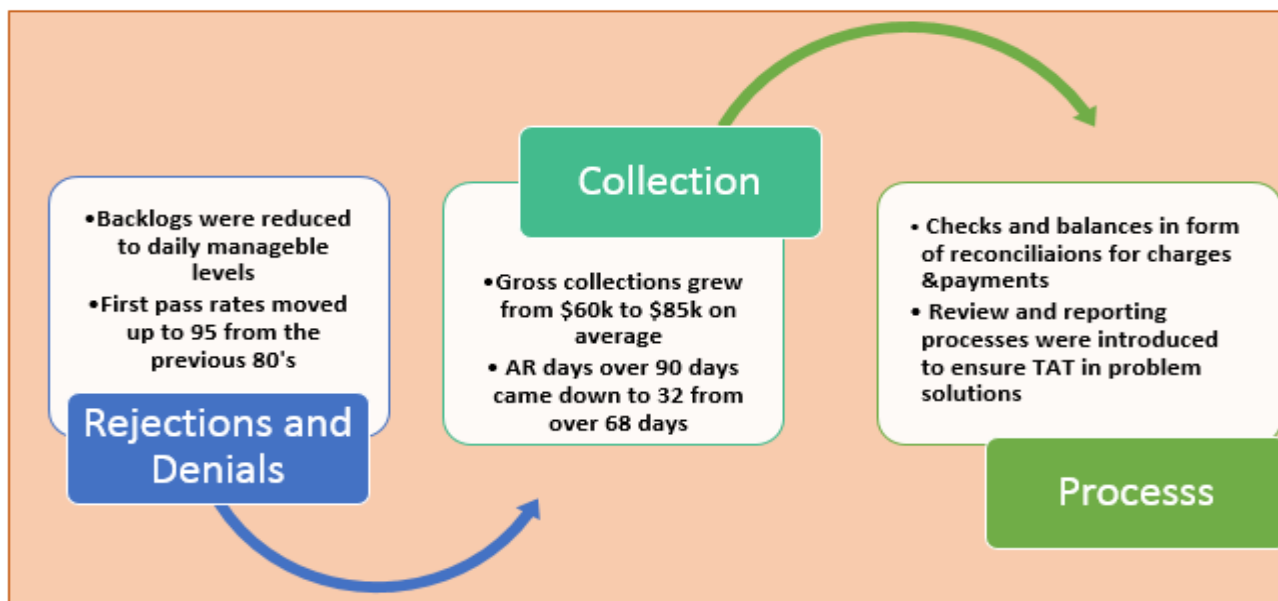 •Backlogs were reduced
to daily manageble
levels
•First pass rates moved
up to 95 from the
previous 80's
Rejections and
Denials
Collection
•Gross collections grew
from $60k to $85k on
average
• AR days over 90 days
came down to 32 from
over 68 days
• Checks and balances in form
of reconciliaions for charges
&payments
• Review and reporting
processes were introduced
to ensure TAT in problem
solutions
Processs